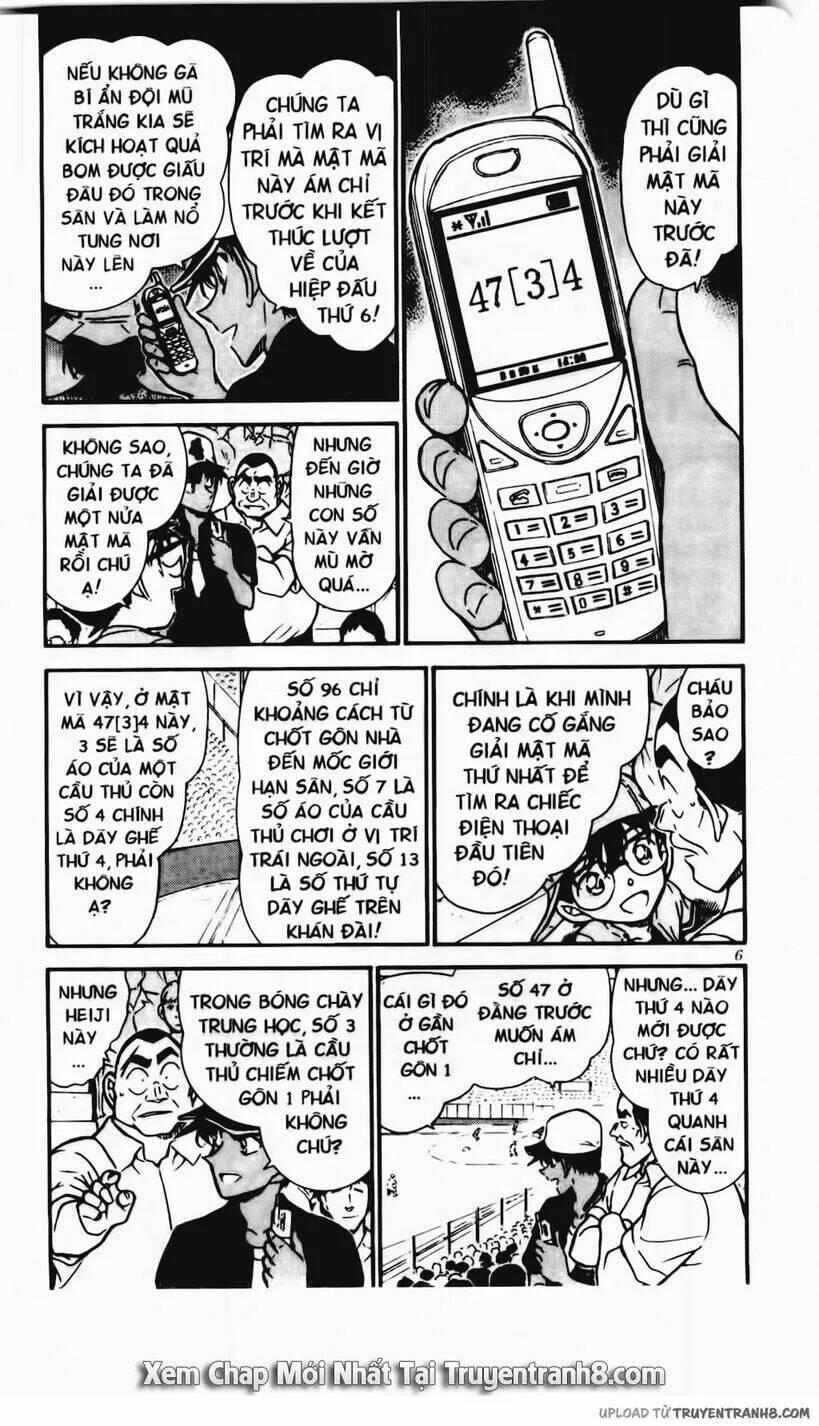 DÙ GÌ
THÌ CŨNG
PHẢI GIẢI
MẬT MÃ
NÀY
TRƯỚC
ĐÃ!
47[3]4
1 2 3
4 5 6
7 8 9
* 0 #
CHÚNG TA
PHẢI TÌM RA VỊ
TRÍ MÀ MẬT MÃ
NÀY ÁM CHỈ
TRƯỚC KHI KẾT
THÚC LƯỢT
VỀ CỦA
HIỆP ĐẤU
THỨ 6!
NẾU KHÔNG GÃ
BÍ ẨN ĐỘI MŨ
TRẮNG KIA SẼ
KÍCH HOẠT QUẢ
BOM ĐƯỢC GIẤU
ĐÂU ĐÓ TRONG
SÂN VÀ LÀM NỔ
TUNG NƠI
NÀY LÊN
...
NHƯNG
ĐẾN GIỜ
NHỮNG
CON SỐ
NÀY VẪN
MÙ MỜ
QUÁ...
KHÔNG SAO,
CHÚNG TA ĐÃ
GIẢI ĐƯỢC
MỘT NỬA
MẬT MÃ
RỒI CHÚ
Ạ!
CHÁU
BẢO
SAO
?
CHÍNH LÀ KHI MÌNH
ĐANG CỐ GẮNG
GIẢI MẬT MÃ
THỨ NHẤT ĐỂ
TÌM RA CHIẾC
ĐIỆN THOẠI
ĐẦU TIÊN
ĐÓ!
SỐ 96 CHỈ
KHOẢNG CÁCH TỪ
CHỐT GÔN NHÀ
ĐẾN MỐC GIỚI
HẠN SÂN, SỐ 7 LÀ
SỐ ÁO CỦA CẦU
THỦ CHƠI Ở VỊ TRÍ
TRÁI NGOÀI, SỐ 13
LÀ SỐ THỨ TỰ
DÃY GHẾ TRÊN
KHÁN ĐÀI!
VÌ VẬY, Ở MẬT
MÃ 47[3]4 NÀY,
3 SẼ LÀ SỐ
ÁO CỦA MỘT
CẦU THỦ CÒN
SỐ 4 CHÍNH
LÀ DÃY GHẾ
THỨ 4, PHẢI
KHÔNG
Ạ?
6
NHƯNG... DÃY
THỨ 4 NÀO
MỚI ĐƯỢC
CHỨ? CÓ RẤT
NHIỀU DÃY
THỨ 4
QUANH
CÁI SÂN
NÀY...
SỐ 47 Ở
ĐẰNG TRƯỚC
MUỐN ÁM
CHỈ...
CÁI GÌ ĐÓ
Ở GẦN
CHỐT
GÔN 1
...
TRONG BÓNG CHÀY
TRUNG HỌC, SỐ 3
THƯỜNG LÀ CẦU
THỦ CHIẾM CHỐT
GÔN 1 PHẢI
KHÔNG
CHỨ?
NHƯNG
HEIJI
NÀY
...
Xem Chap Mới Nhất Tại Truyentranh8.com
UPLOAD TỪ TRUYENTRANH8.COM